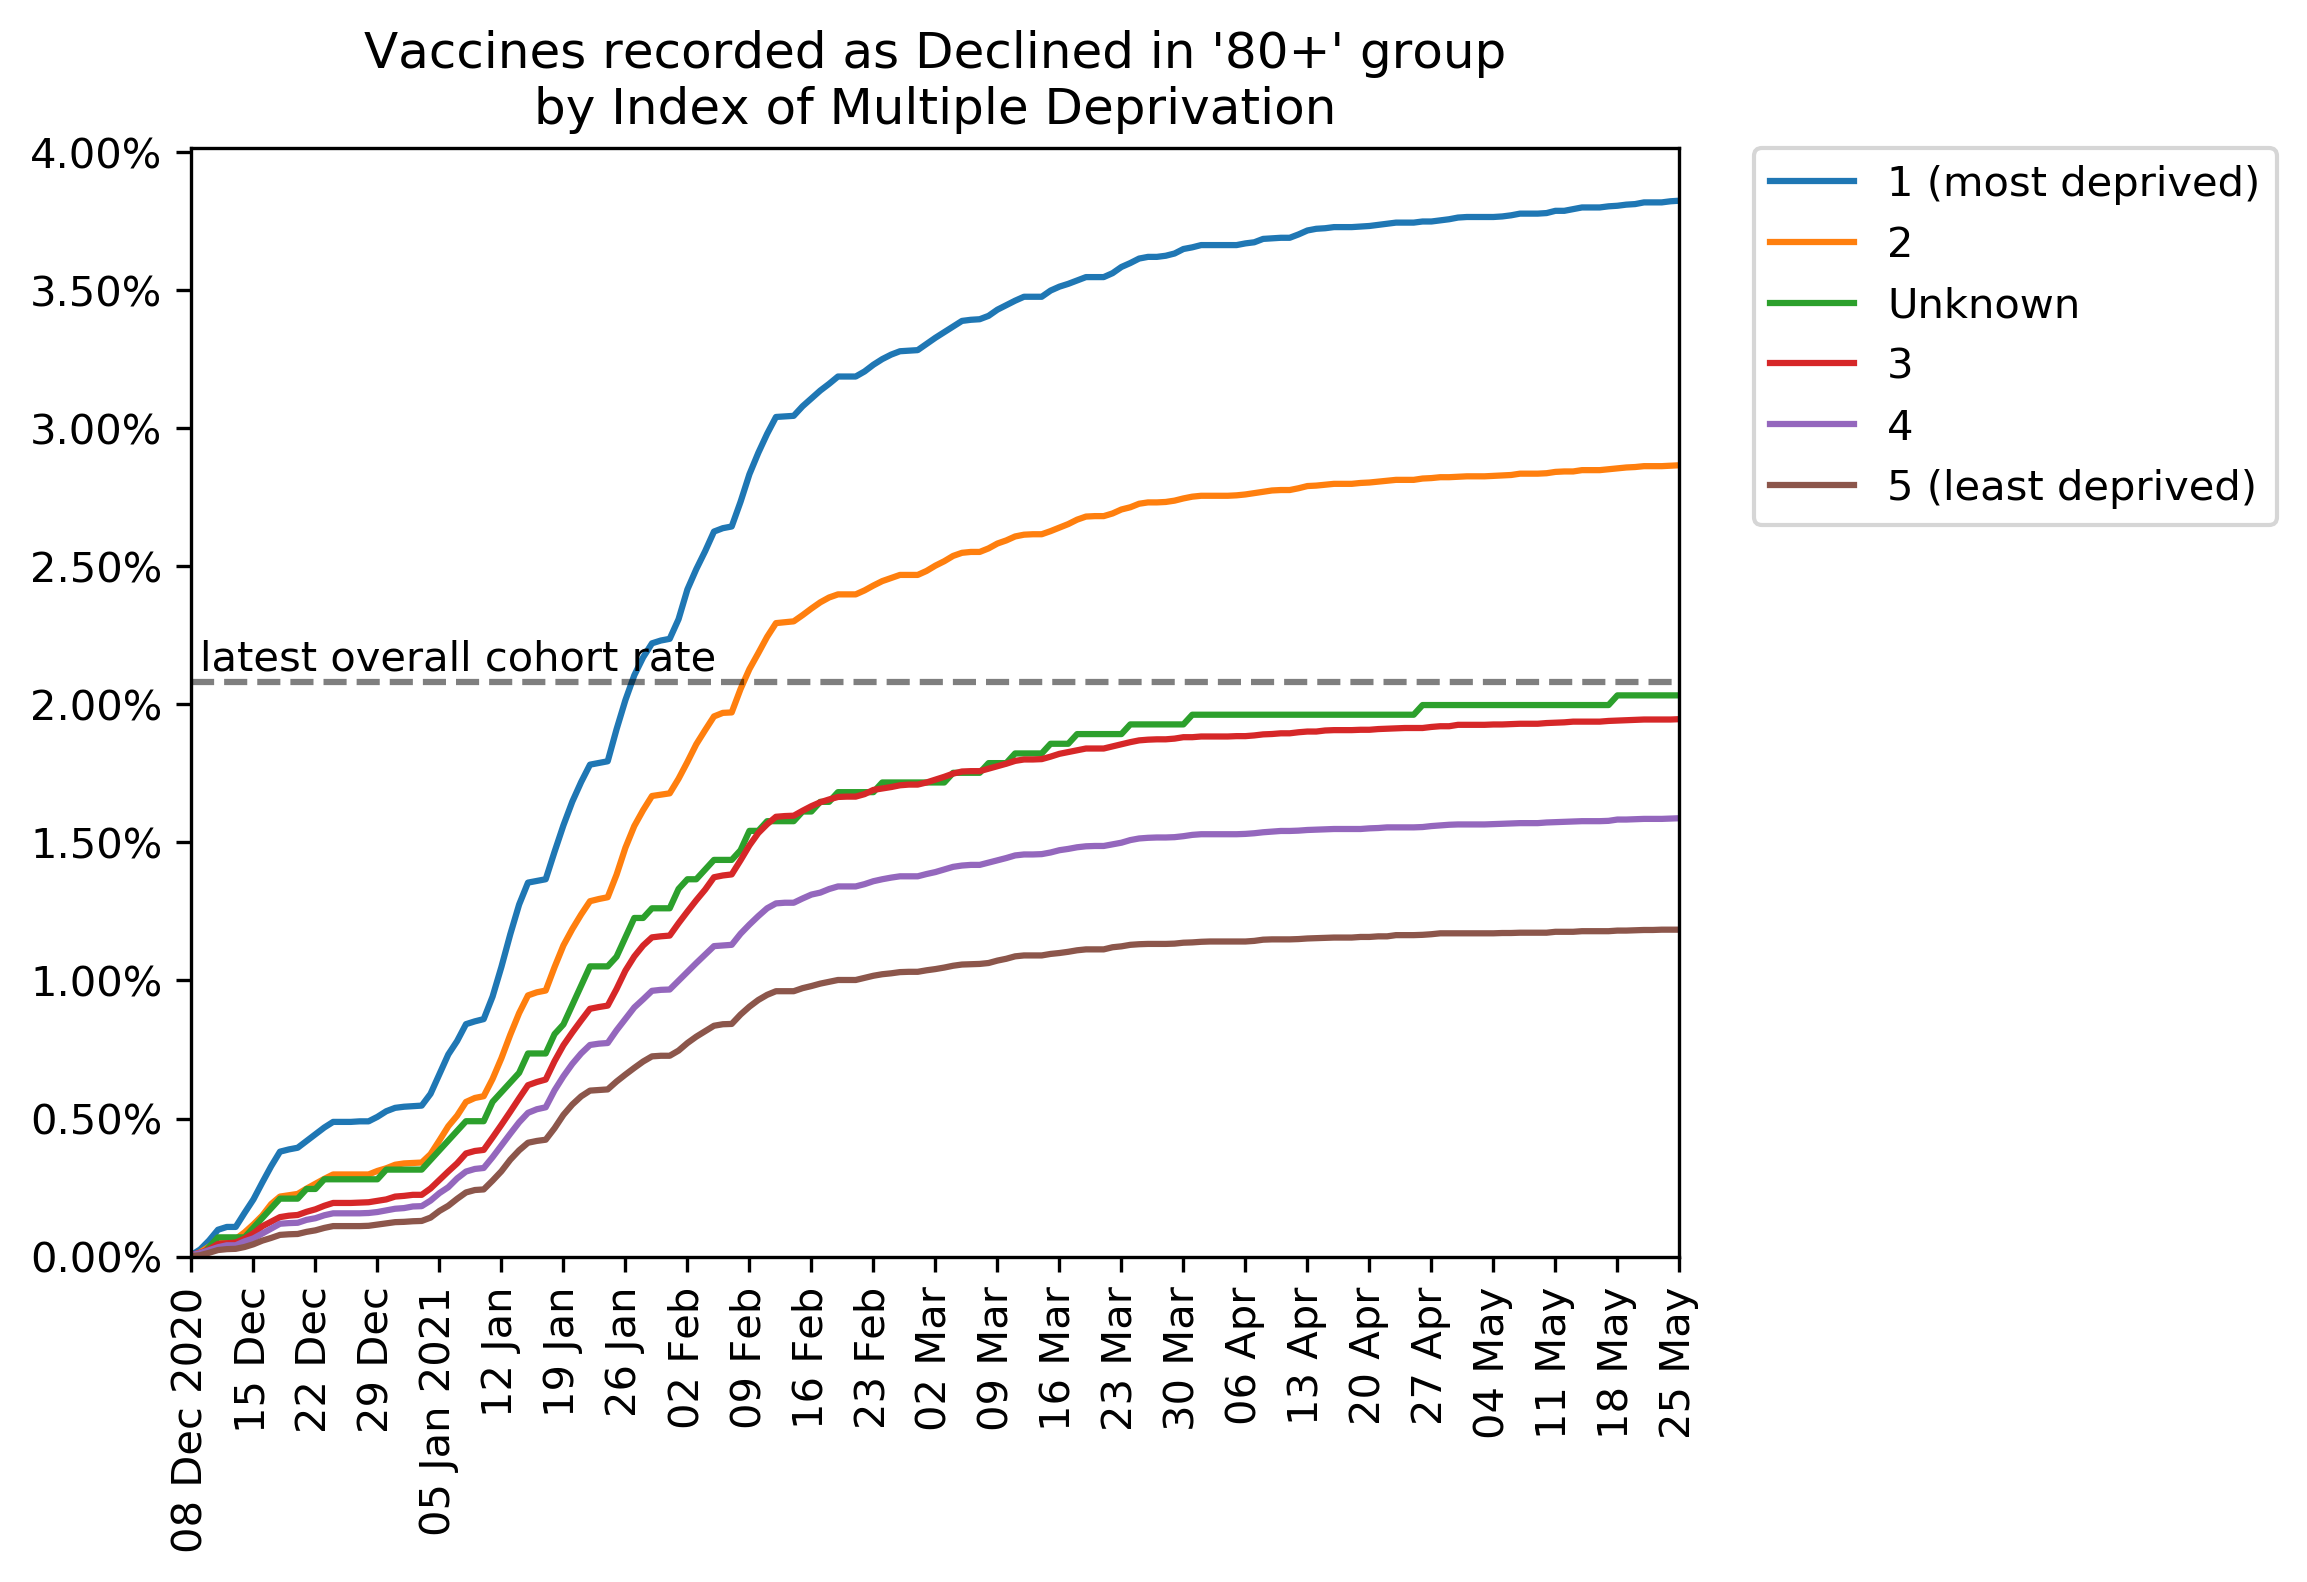 Vaccines recorded as Declined in '80+' group
by Index of Multiple Deprivation
4.00%
3.50%
3.00%
2.50%
2.00%
1.50%
1.00%
0.50%
0.00%
latest overall cohort rate
1 (most deprived)
2
Unknown
3
4
5 (least deprived)
08 Dec 2020
15 Dec
22 Dec
29 Dec
05 Jan 2021
12 Jan
19 Jan
26 Jan
02 Feb
09 Feb
16 Feb
23 Feb
02 Mar
09 Mar
16 Mar
23 Mar
30 Mar
06 Apr
13 Apr
20 Apr
27 Apr
04 May
11 May
18 May
25 May